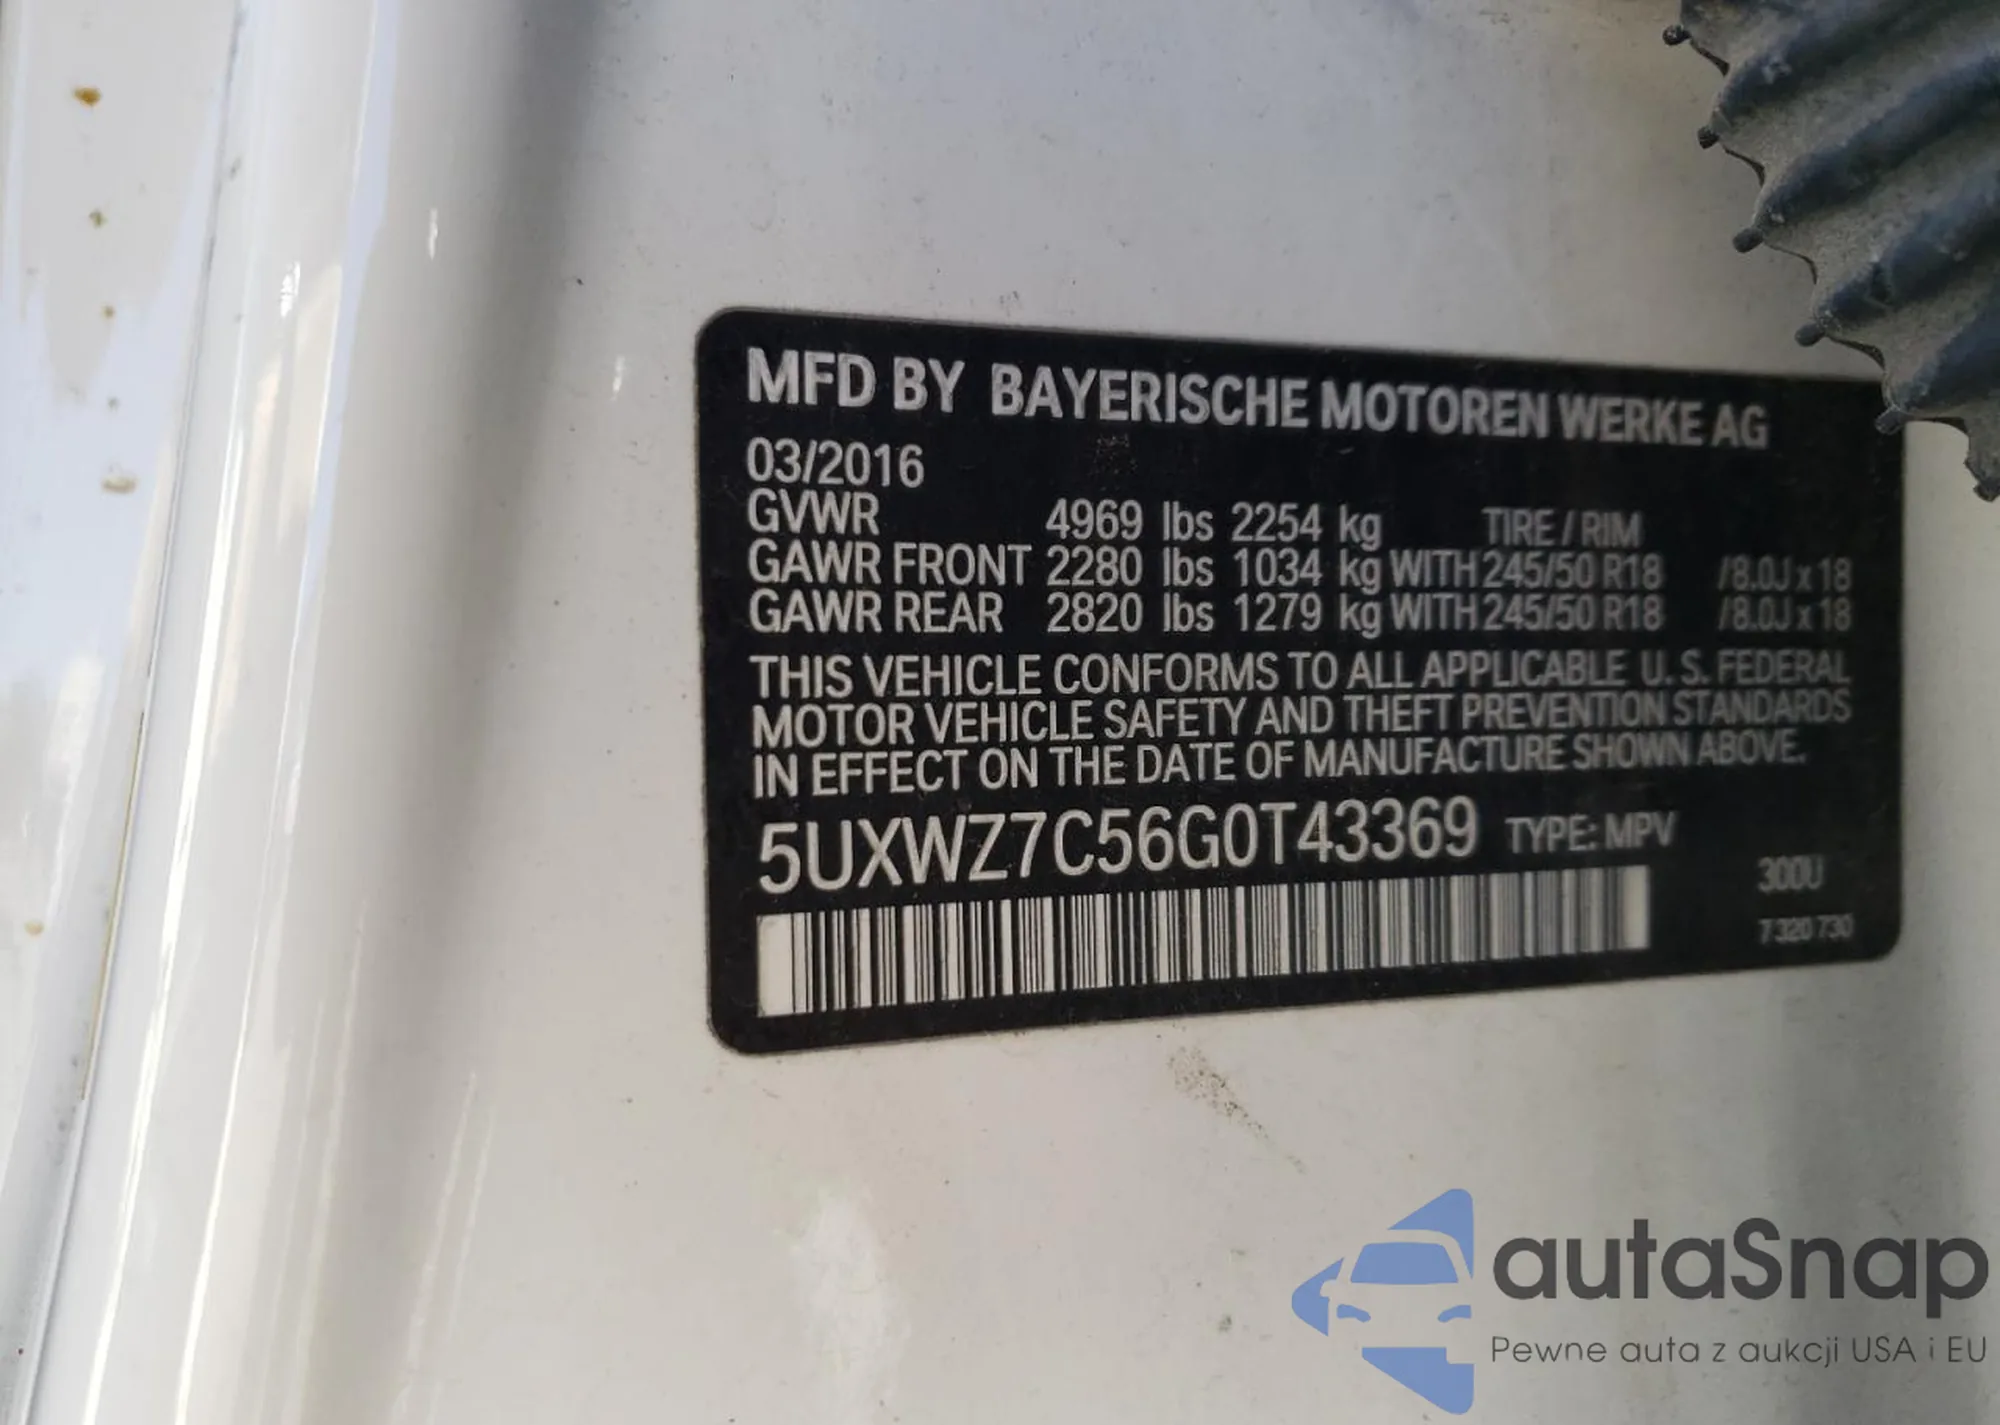 MFD BY BAYERISCHE MOTOREN WERKE AG
03/2016
GVWR 4969 lbs 2254 kg TIRE / RIM
GAWR FRONT 2280 lbs 1034 kg WITH 245/50 R18 /8.0J x 18
GAWR REAR 2820 lbs 1279 kg WITH 245/50 R18 /8.0J x 18
THIS VEHICLE CONFORMS TO ALL APPLICABLE U. S. FEDERAL
MOTOR VEHICLE SAFETY AND THEFT PREVENTION STANDARDS
IN EFFECT ON THE DATE OF MANUFACTURE SHOWN ABOVE.
5UXWZ7C56G0T43369 TYPE: MPV
300U
7 320 730
autaSnap
Pewne auta z aukcji USA i EU